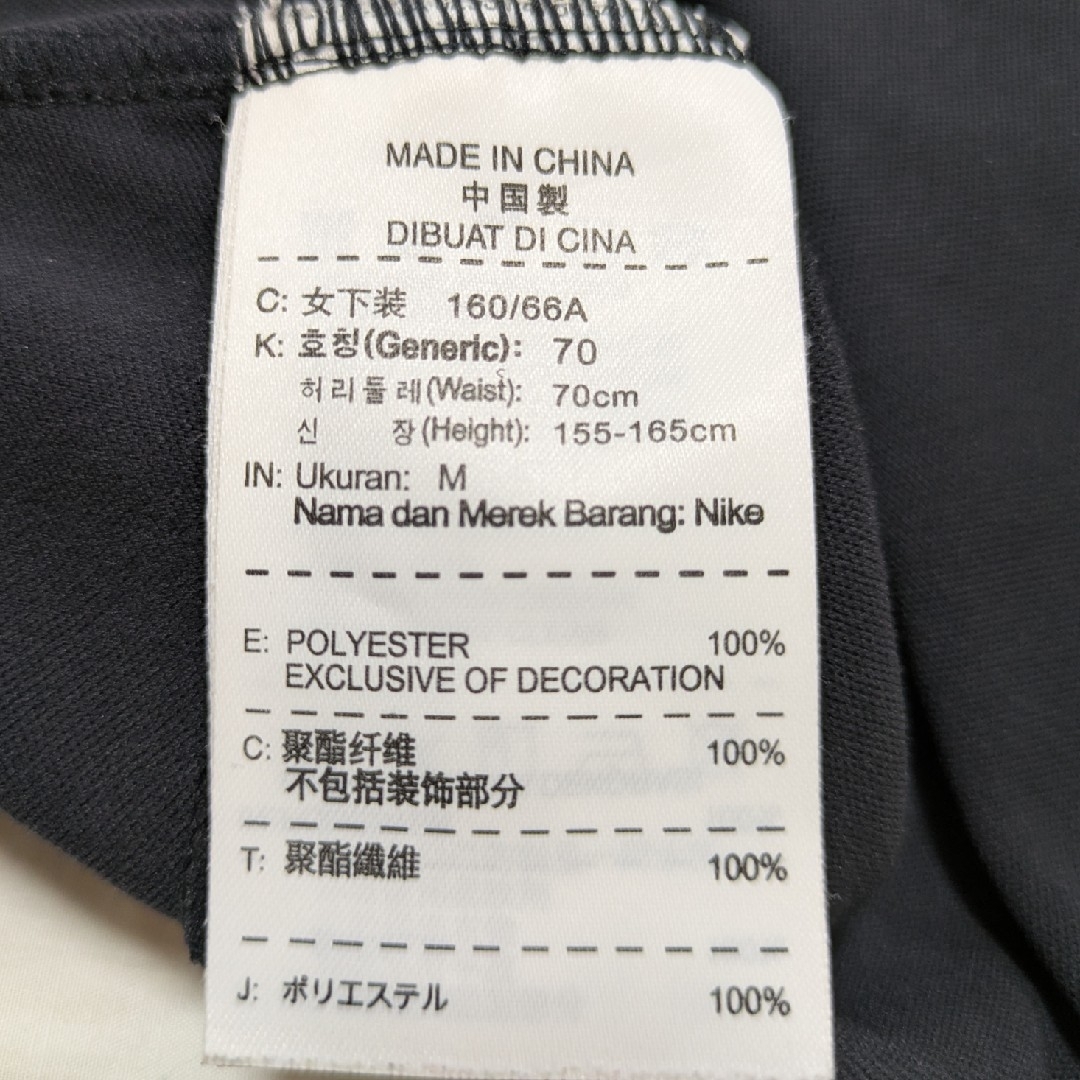 MADE IN CHINA
中国製
DIBUAT DI CINA
C: 女下装 160/66A
K: 호칭(Generic): 70
허리둘레(Waist): 70cm
신 장(Height): 155-165cm
IN: Ukuran: M
Nama dan Merek Barang: Nike
E: POLYESTER 100%
EXCLUSIVE OF DECORATION
C: 聚酯纤维 100%
不包括装饰部分
T: 聚酯纖維 100%
J: ポリエステル 100%